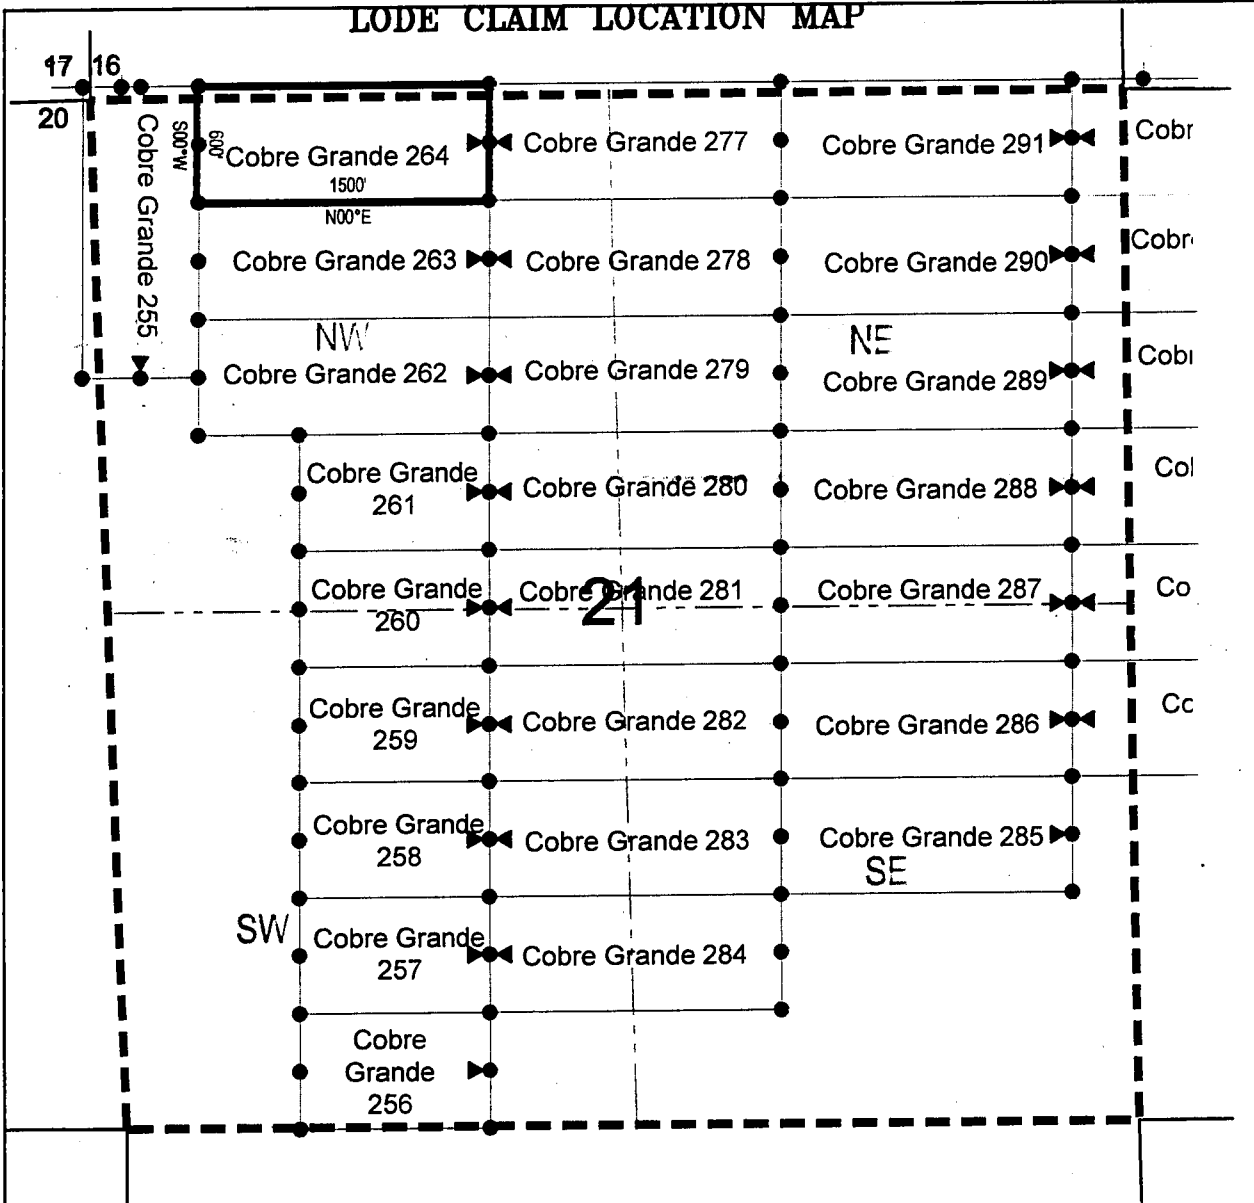 LODE CLAIM LOCATION MAP
17 16
20
Cobre Grande 255
S00°W
600'
Cobre Grande 264
1500'
N00°E
Cobre Grande 277
Cobre Grande 291
Cobr
Cobre Grande 263
Cobre Grande 278
Cobre Grande 290
Cobr
NW
NE
Cobre Grande 262
Cobre Grande 279
Cobre Grande 289
Cob
Cobre Grande
261
Cobre Grande 280
Cobre Grande 288
Col
Cobre Grande
260
Cobre Grande 281
21
Cobre Grande 287
Co
Cobre Grande
259
Cobre Grande 282
Cobre Grande 286
Co
Cobre Grande
258
Cobre Grande 283
Cobre Grande 285
SE
SW
Cobre Grande
257
Cobre Grande 284
Cobre
Grande
256